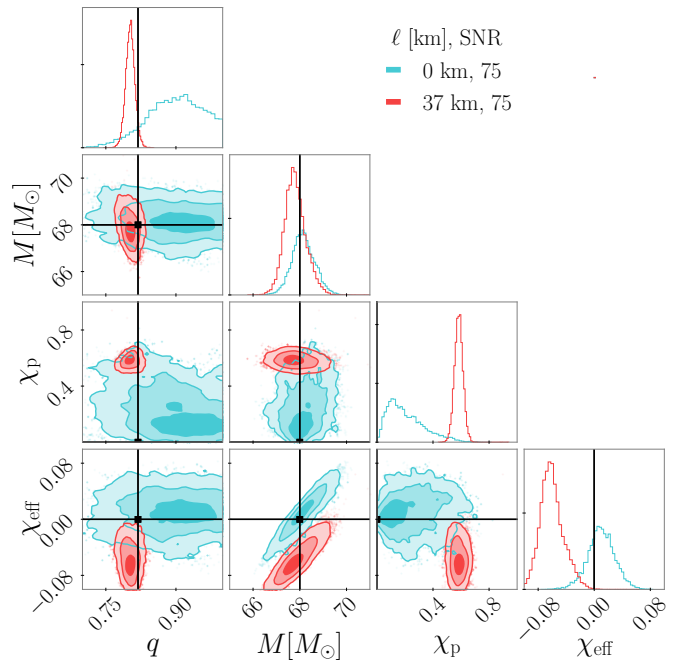 ℓ [km], SNR
0 km, 75
37 km, 75
M[M⊙]
70
68
66
χp
0.8
0.4
χeff
0.08
0.00
−0.08
0.75 0.90 66 68 70 0.4 0.8 −0.08 0.00 0.08
q M[M⊙] χp χeff